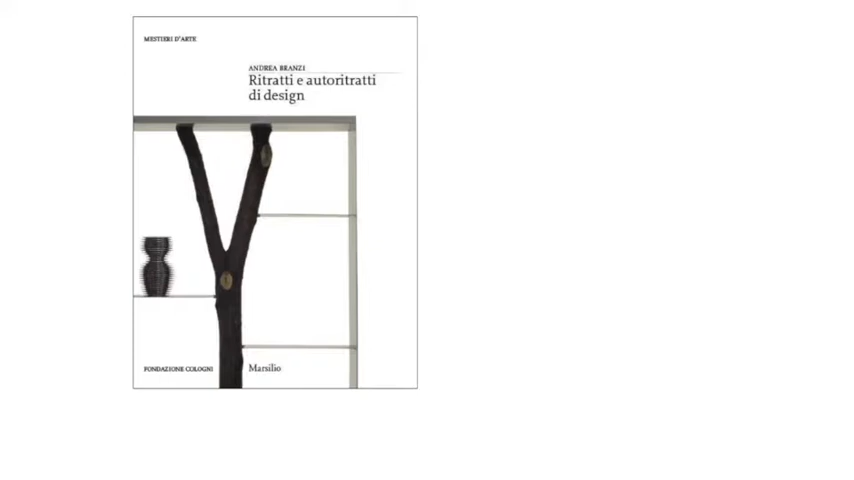 MESTIERI D'ARTE
ANDREA BRANZI
Ritratti e autoritratti
di design
FONDAZIONE COLOGNI
Marsilio